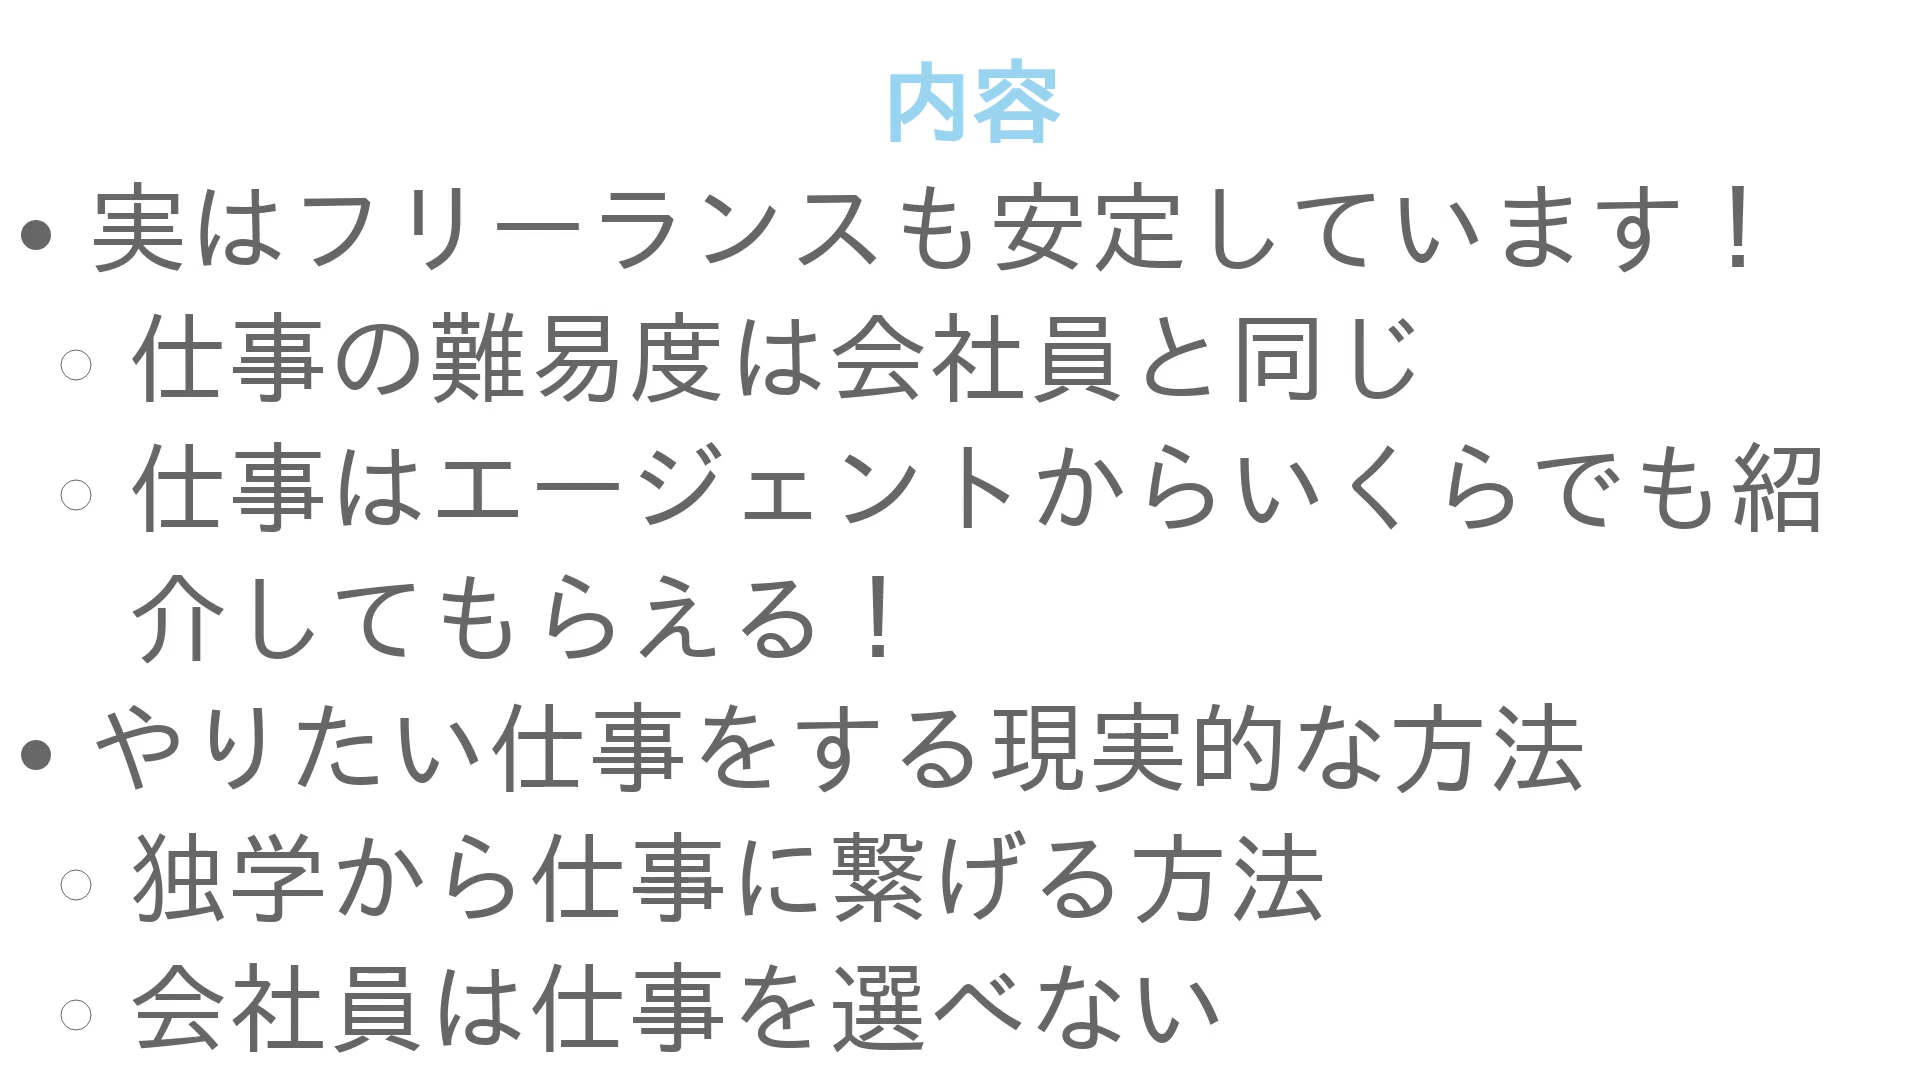 内容
• 実はフリーランスも安定しています！
○ 仕事の難易度は会社員と同じ
○ 仕事はエージェントからいくらでも紹
介してもらえる！
• やりたい仕事をする現実的な方法
○ 独学から仕事に繋げる方法
○ 会社員は仕事を選べない